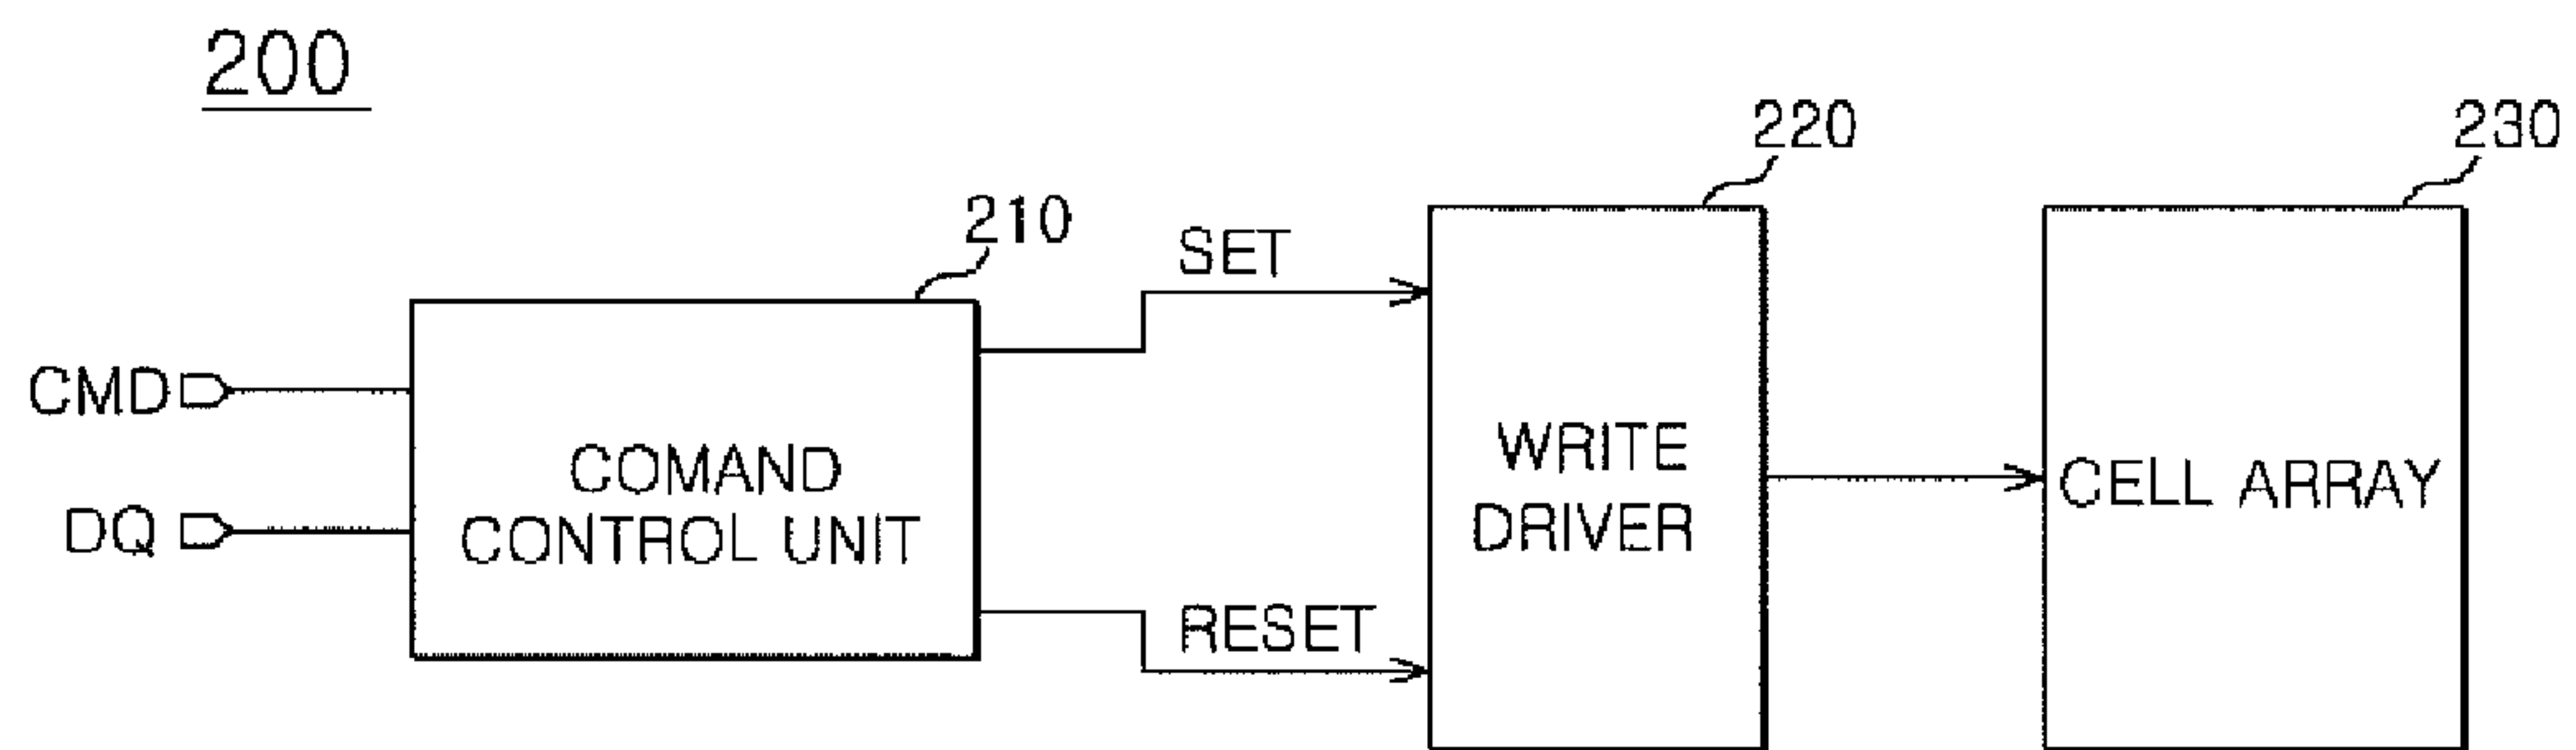 200
220
230
210
SET
CMD
COMAND
CONTROL UNIT
DQ
WRITE
DRIVER
CELL ARRAY
RESET